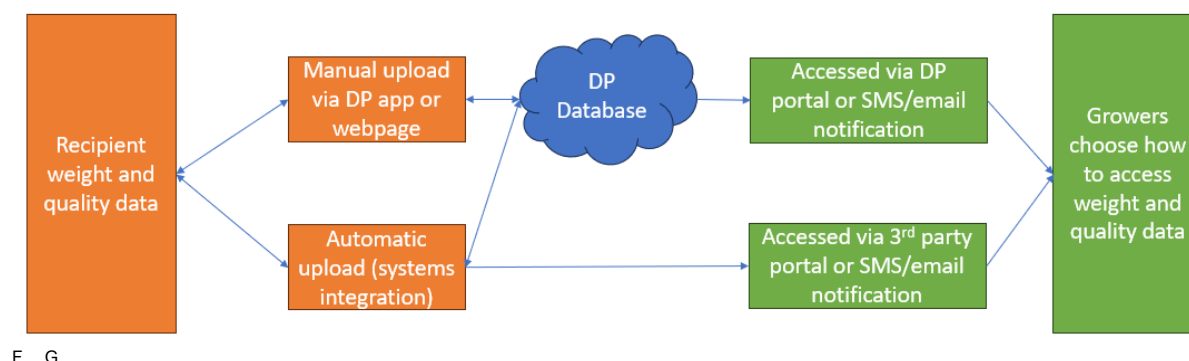 Recipient
weight and
quality data
Manual upload
via DP app or
webpage
Automatic
upload (systems
integration)
DP
Database
Accessed via DP
portal or SMS/email
notification
Accessed via 3rd party
portal or SMS/email
notification
Growers
choose how
to access
weight and
quality data
F G